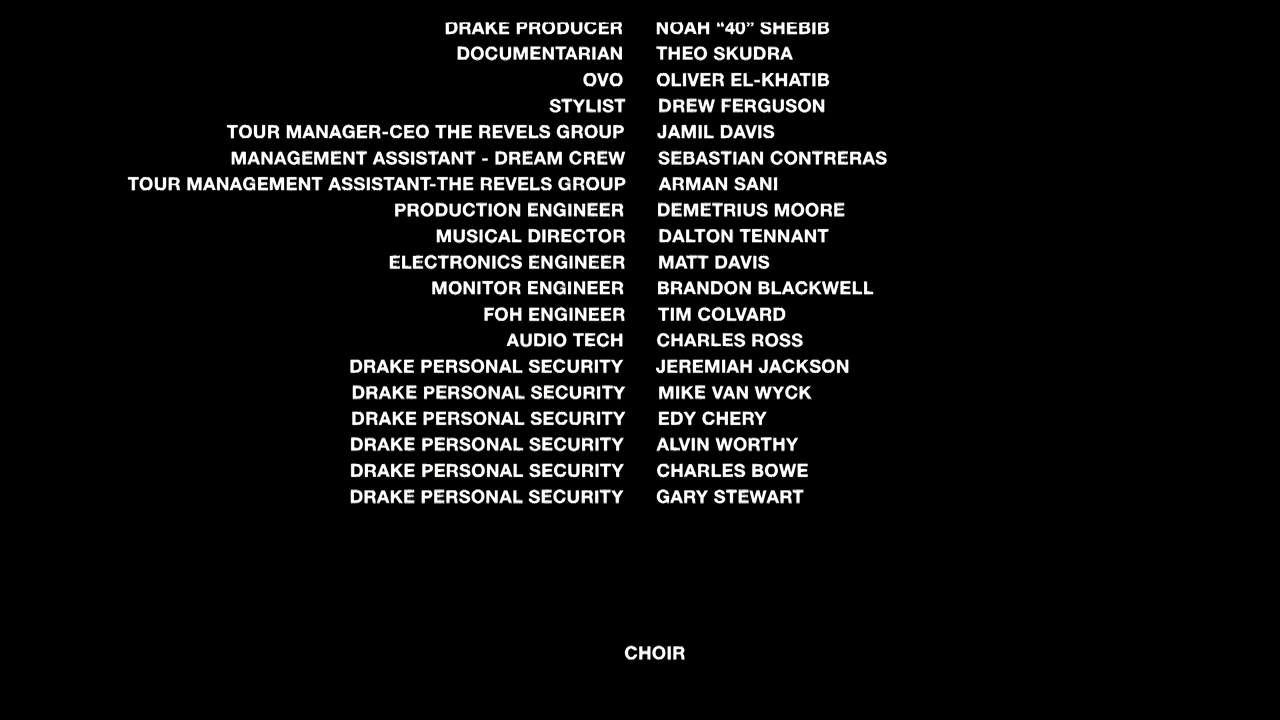 DRAKE PRODUCER NOAH “40” SHEBIB
DOCUMENTARIAN THEO SKUDRA
OVO OLIVER EL-KHATIB
STYLIST DREW FERGUSON
TOUR MANAGER-CEO THE REVELS GROUP JAMIL DAVIS
MANAGEMENT ASSISTANT - DREAM CREW SEBASTIAN CONTRERAS
TOUR MANAGEMENT ASSISTANT-THE REVELS GROUP ARMAN SANI
PRODUCTION ENGINEER DEMETRIUS MOORE
MUSICAL DIRECTOR DALTON TENNANT
ELECTRONICS ENGINEER MATT DAVIS
MONITOR ENGINEER BRANDON BLACKWELL
FOH ENGINEER TIM COLVARD
AUDIO TECH CHARLES ROSS
DRAKE PERSONAL SECURITY JEREMIAH JACKSON
DRAKE PERSONAL SECURITY MIKE VAN WYCK
DRAKE PERSONAL SECURITY EDY CHERY
DRAKE PERSONAL SECURITY ALVIN WORTHY
DRAKE PERSONAL SECURITY CHARLES BOWE
DRAKE PERSONAL SECURITY GARY STEWART
CHOIR